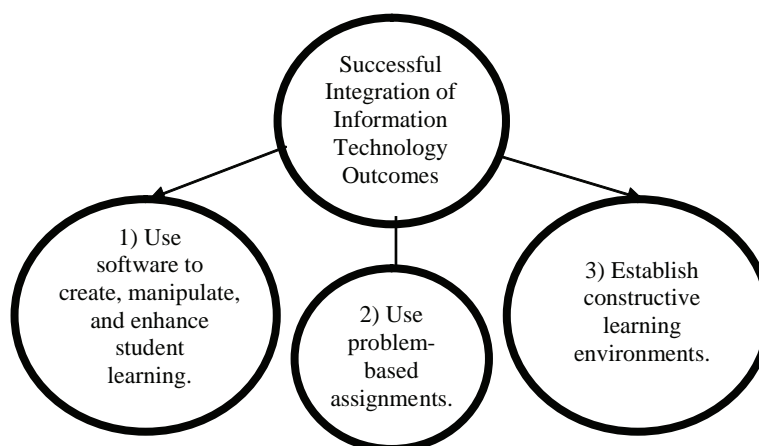 Successful
Integration of
Information
Technology
Outcomes
1) Use
software to
create, manipulate,
and enhance
student
learning.
2) Use
problem-
based
assignments.
3) Establish
constructive
learning
environments.